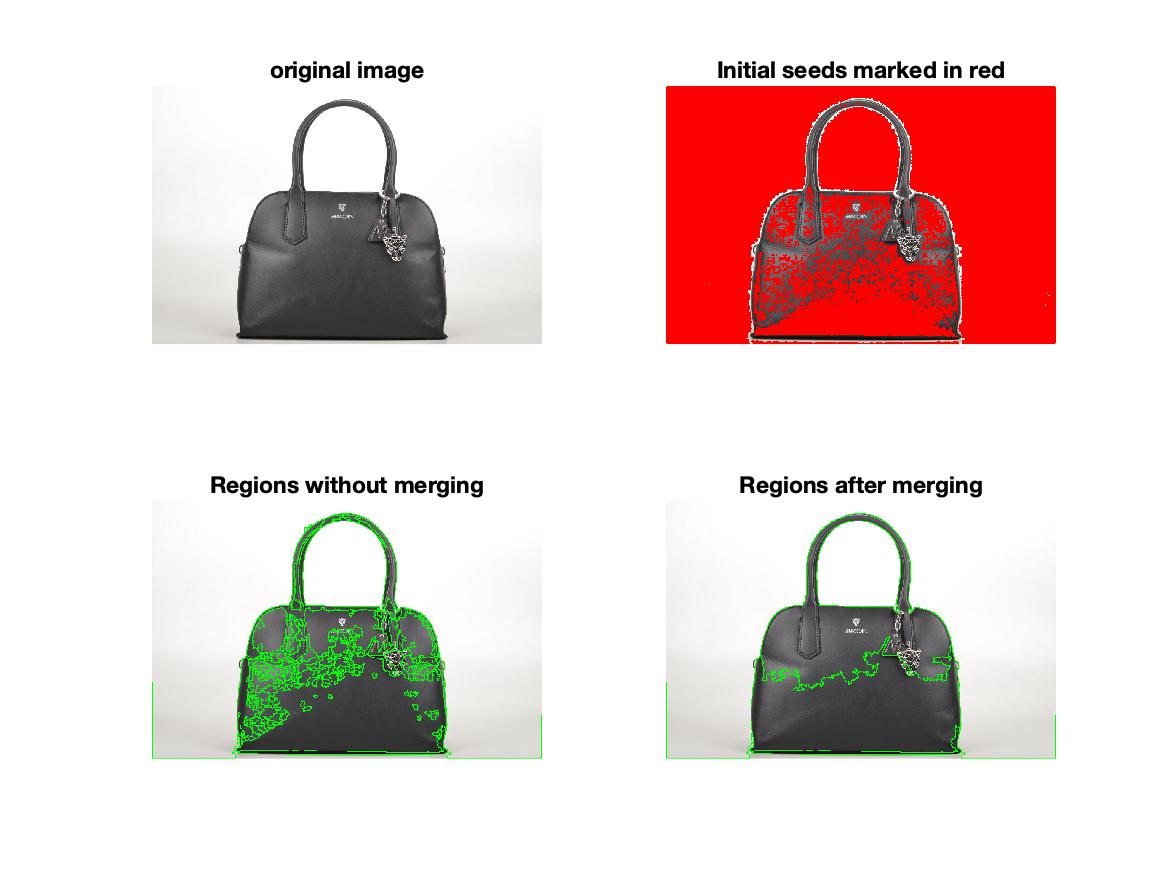 original image
Initial seeds marked in red
Regions without merging
Regions after merging